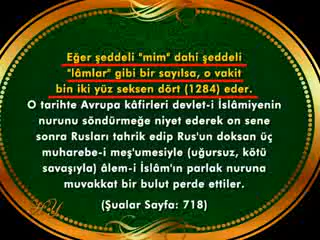 Eğer şeddeli "mim" dahi şeddeli
"lâmlar" gibi bir sayılsa, o vakit
bin iki yüz seksen dört (1284) eder.
O tarihte Avrupa kâfirleri devlet-i İslâmiyenin
nurunu söndürmeğe niyet ederek on sene
sonra Rusları tahrik edip Rus'un doksan üç
muharebe-i meş'umesiyle (uğursuz, kötü
savaşıyla) âlem-i İslâm'ın parlak nuruna
muvakkat bir bulut perde ettiler.
(Şualar Sayfa: 718)